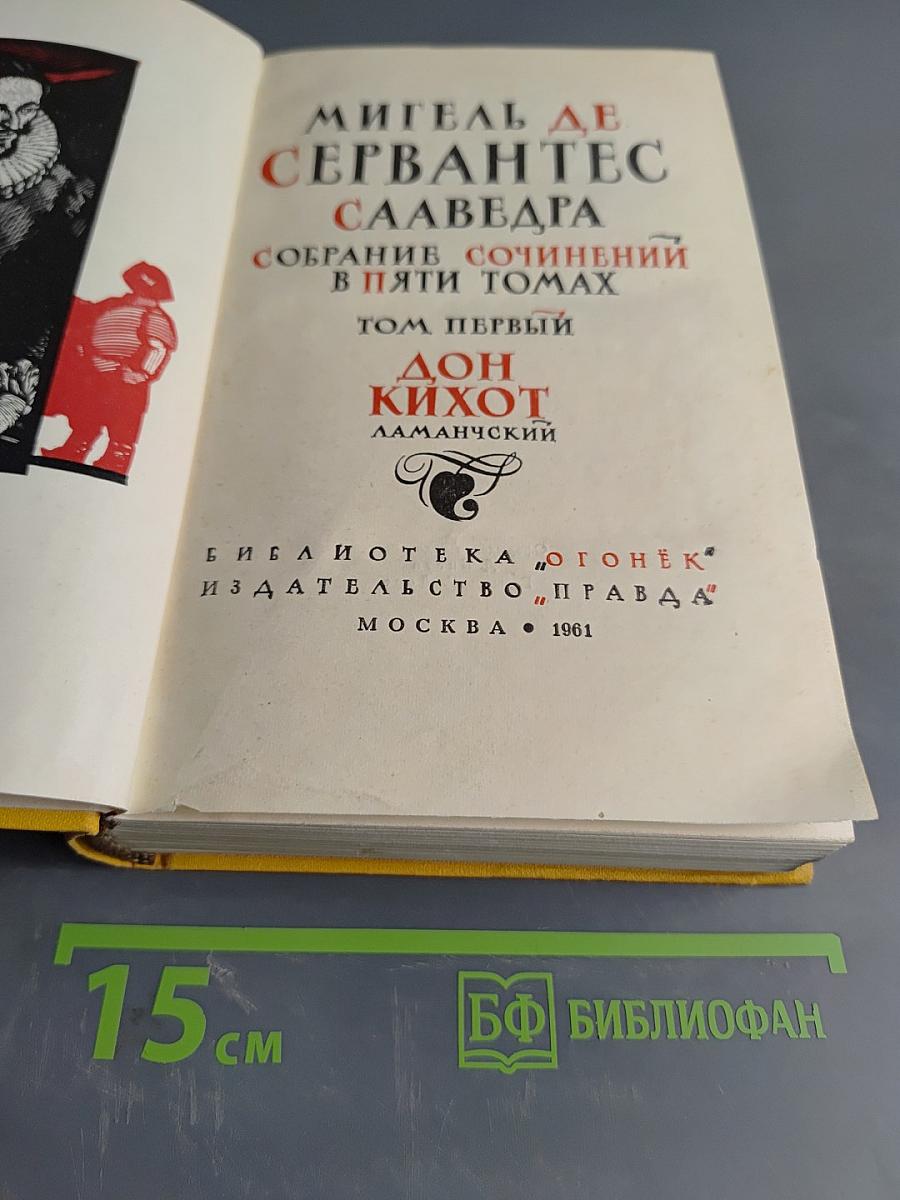 МИГЕЛЬ ДЕ
СЕРВАНТЕС
СААВЕДРА
СОБРАНИЕ СОЧИНЕНИЙ
В ПЯТИ ТОМАХ
ТОМ ПЕРВЫЙ
ДОН
КИХОТ
ЛАМАНЧСКИЙ
БИБЛИОТЕКА „ОГОНЁК"
ИЗДАТЕЛЬСТВО „ПРАВДА"
МОСКВА • 1961
15 см
БФ БИБЛИОФАН